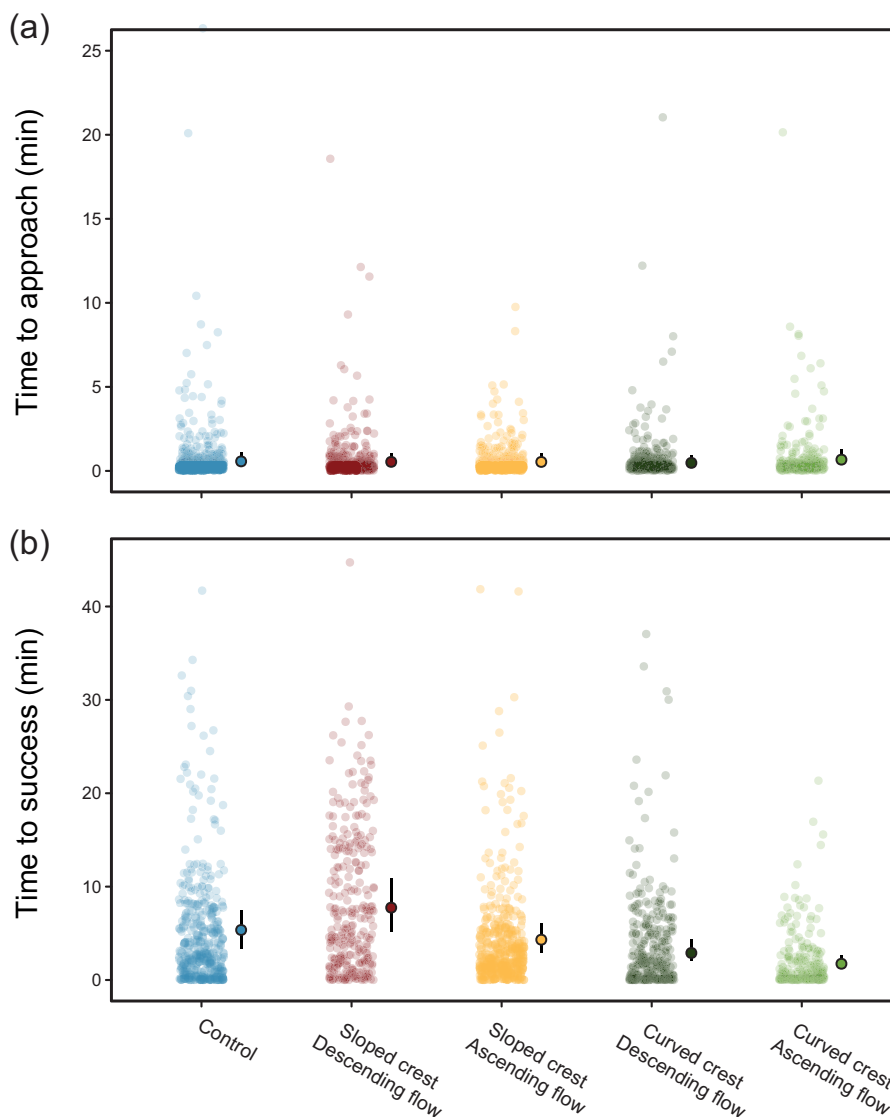 (a)
Time to approach (min)
25
20
15
10
5
0
(b)
Time to success (min)
40
30
20
10
0
Control
Sloped crest
Descending flow
Sloped crest
Ascending flow
Curved crest
Descending flow
Curved crest
Ascending flow